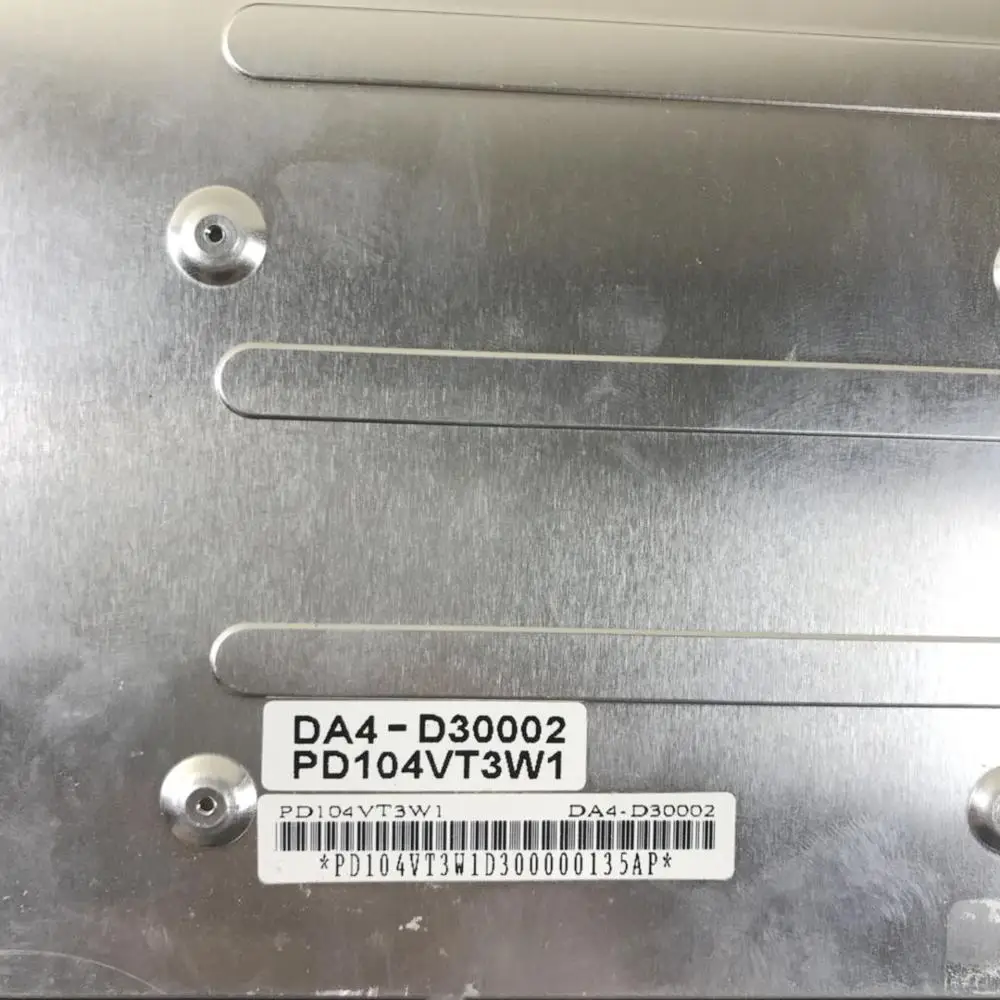 DA4-D30002
PD104VT3W1
PD104VT3W1 DA4-D30002
*PD104VT3W1D300000135AP*